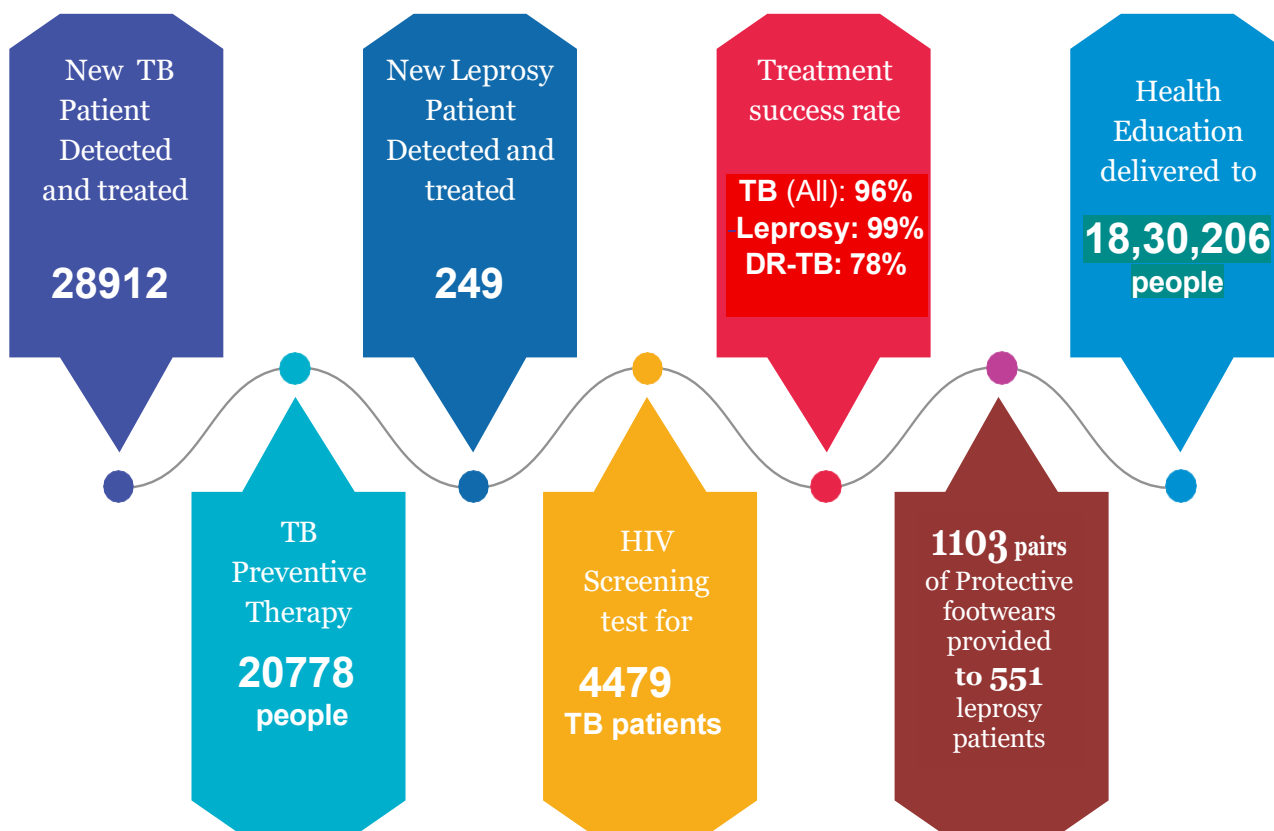 New TB
Patient
Detected
and treated
28912
New Leprosy
Patient
Detected and
treated
249
Treatment
success rate
TB (All): 96%
-Leprosy: 99%
DR-TB: 78%
Health
Education
delivered to
18,30,206
people
TB
Preventive
Therapy
20778
people
HIV
Screening
test for
4479
TB patients
1103 pairs
of Protective
footwears
provided
to 551
leprosy
patients